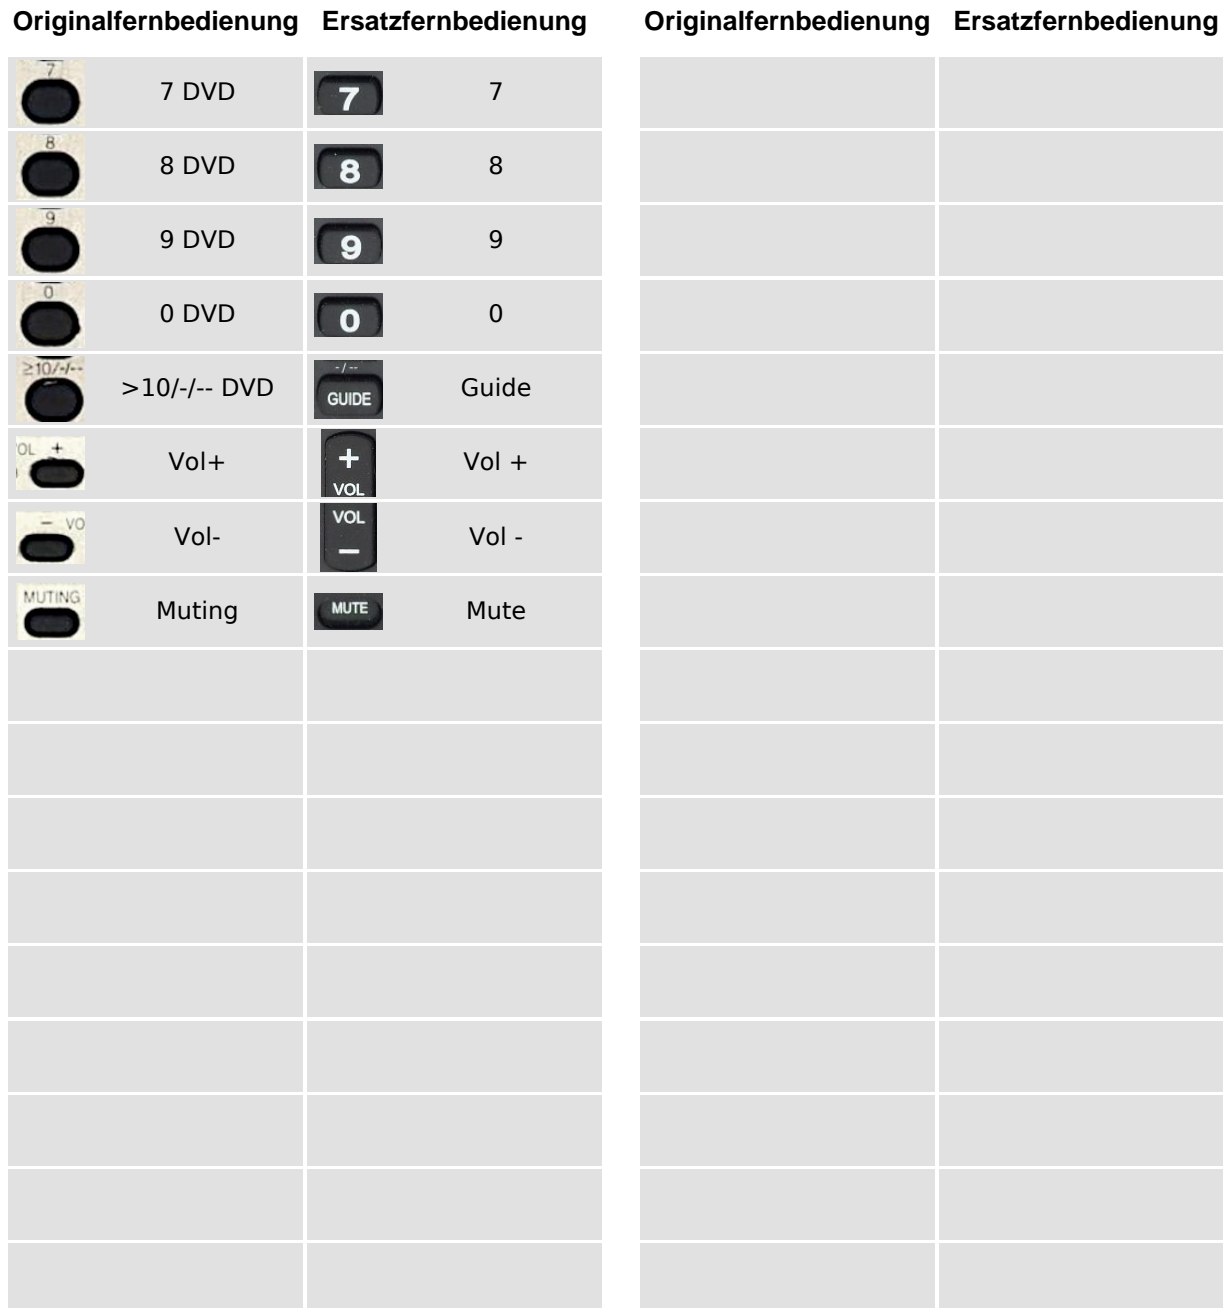 Originalfernbedienung Ersatzfernbedienung Originalfernbedienung Ersatzfernbedienung
7 7 DVD 7 7
8 8 DVD 8 8
9 9 DVD 9 9
0 0 DVD 0 0
≥10/-/-- >10/-/-- DVD -/-- GUIDE Guide
OL + Vol+ + VOL Vol +
− VO Vol- VOL − Vol -
MUTING Muting MUTE Mute